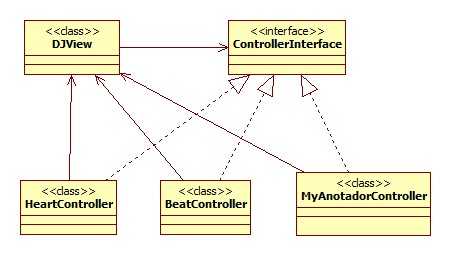 <<class>>
DJView
<<interface>>
ControllerInterface
<<class>>
HeartController
<<class>>
BeatController
<<class>>
MyAnotadorController